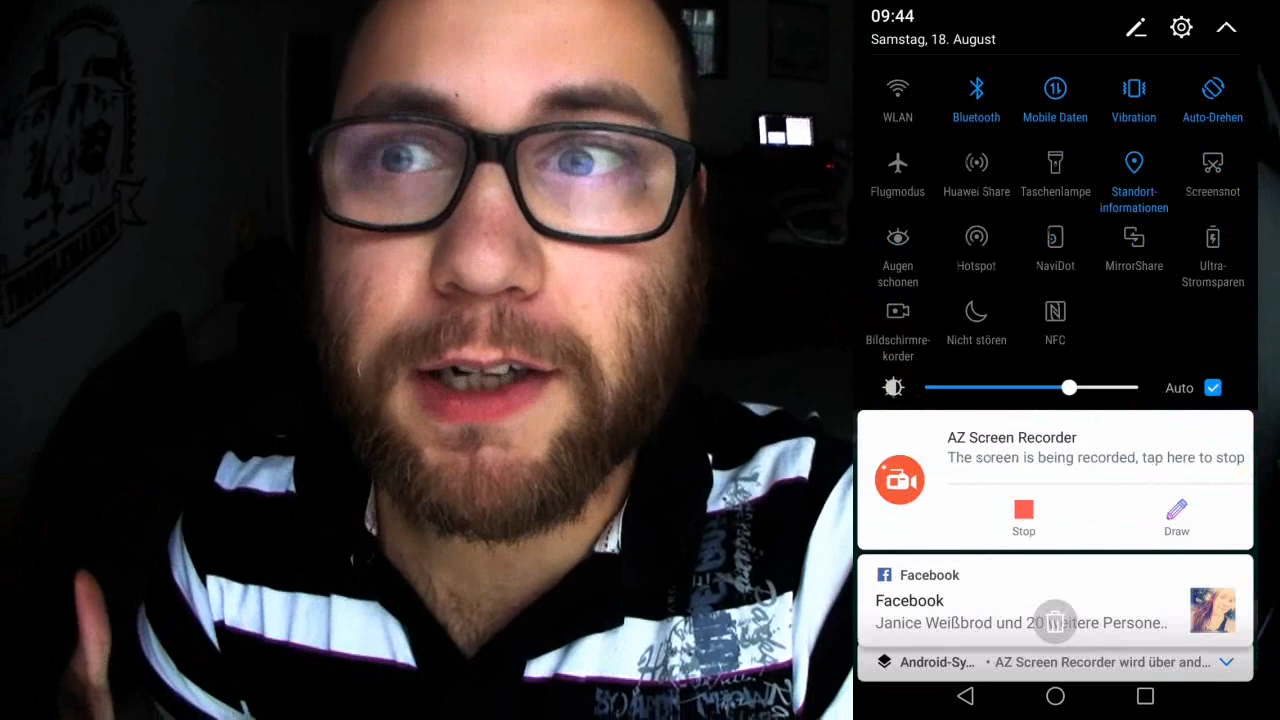 TROUBLEMAKER
09:44
Samstag, 18. August
WLAN
Bluetooth
Mobile Daten
Vibration
Auto-Drehen
Flugmodus
Huawei Share
Taschenlampe
Standort-
informationen
Screenshot
Augen
schonen
Hotspot
NaviDot
MirrorShare
Ultra-
Stromsparen
Bildschirmre-
korder
Nicht stören
NFC
Auto
AZ Screen Recorder
The screen is being recorded, tap here to stop
Stop
Draw
Facebook
Facebook
Janice Weißbrod und 20 weitere Persone..
Android-Sy... • AZ Screen Recorder wird über and...